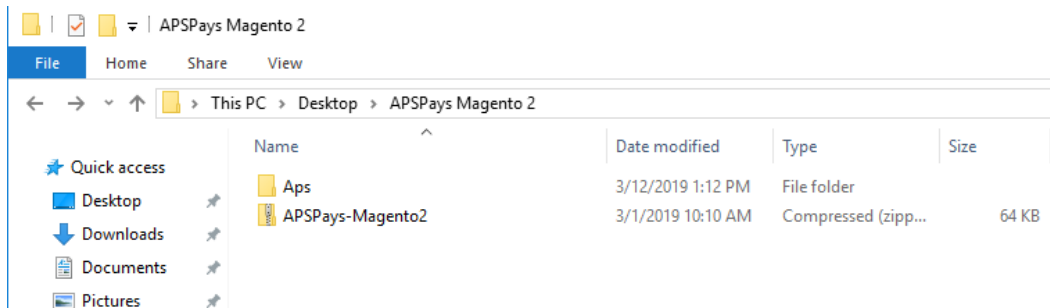 APSPays Magento 2
File Home Share View
This PC > Desktop > APSPays Magento 2
Name Date modified Type Size
Quick access
Aps 3/12/2019 1:12 PM File folder
Desktop
APSPays-Magento2 3/1/2019 10:10 AM Compressed (zipp... 64 KB
Downloads
Documents
Pictures